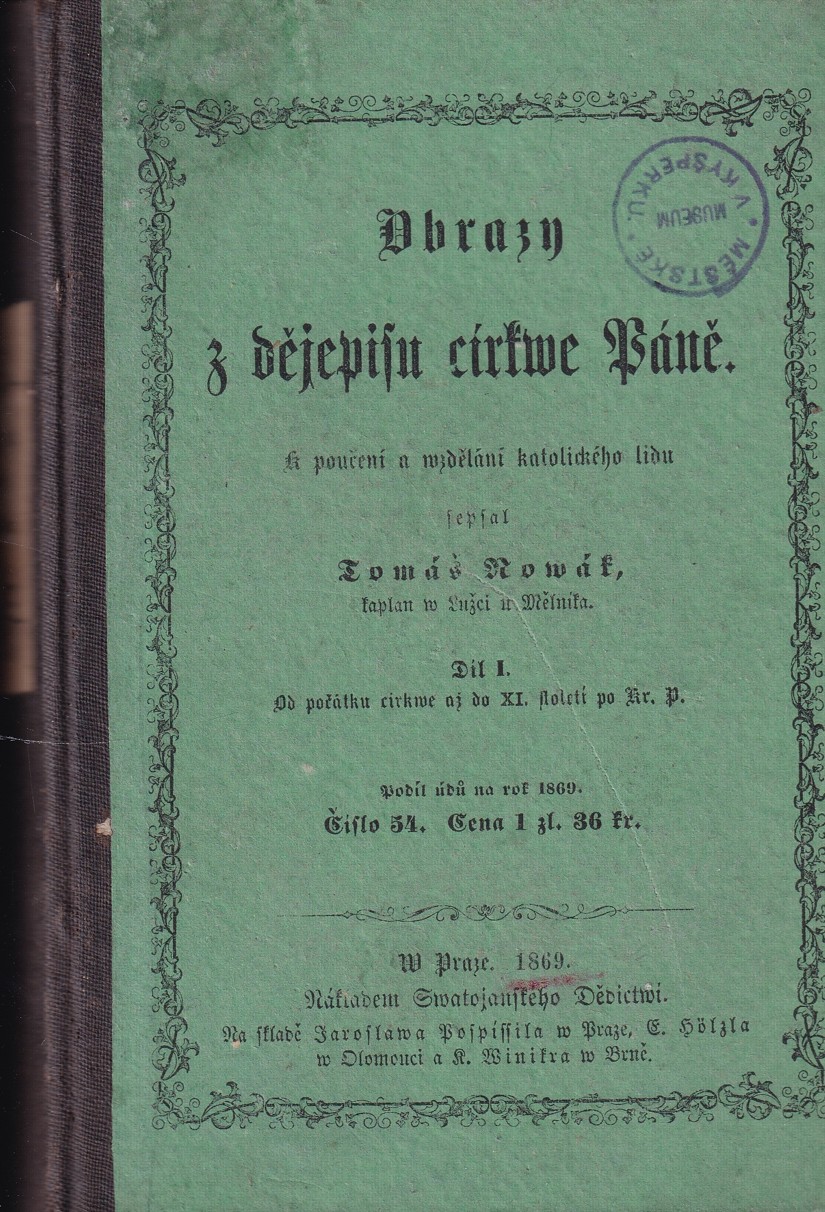 Obrazy
z dějepisu církwe Páně.
K poučení a wzdělání katolického lidu
sepsal
Tomáš Nowák,
kaplan w Lužci u Mělníka.
Díl I.
Od počátku cirkwe až do XI. století po Kr. P.
Podíl údů na rok 1869.
Číslo 54. Cena 1 zl. 36 kr.
W Praze. 1869.
Nákladem Swatojanského Dědictwí.
Na skladě Jaroslawa Pospíssila w Praze, E. Hölzla
w Olomouci a K. Winikra w Brně.
MĚSTSKÉ MUSEUM V KYŠPERKU.